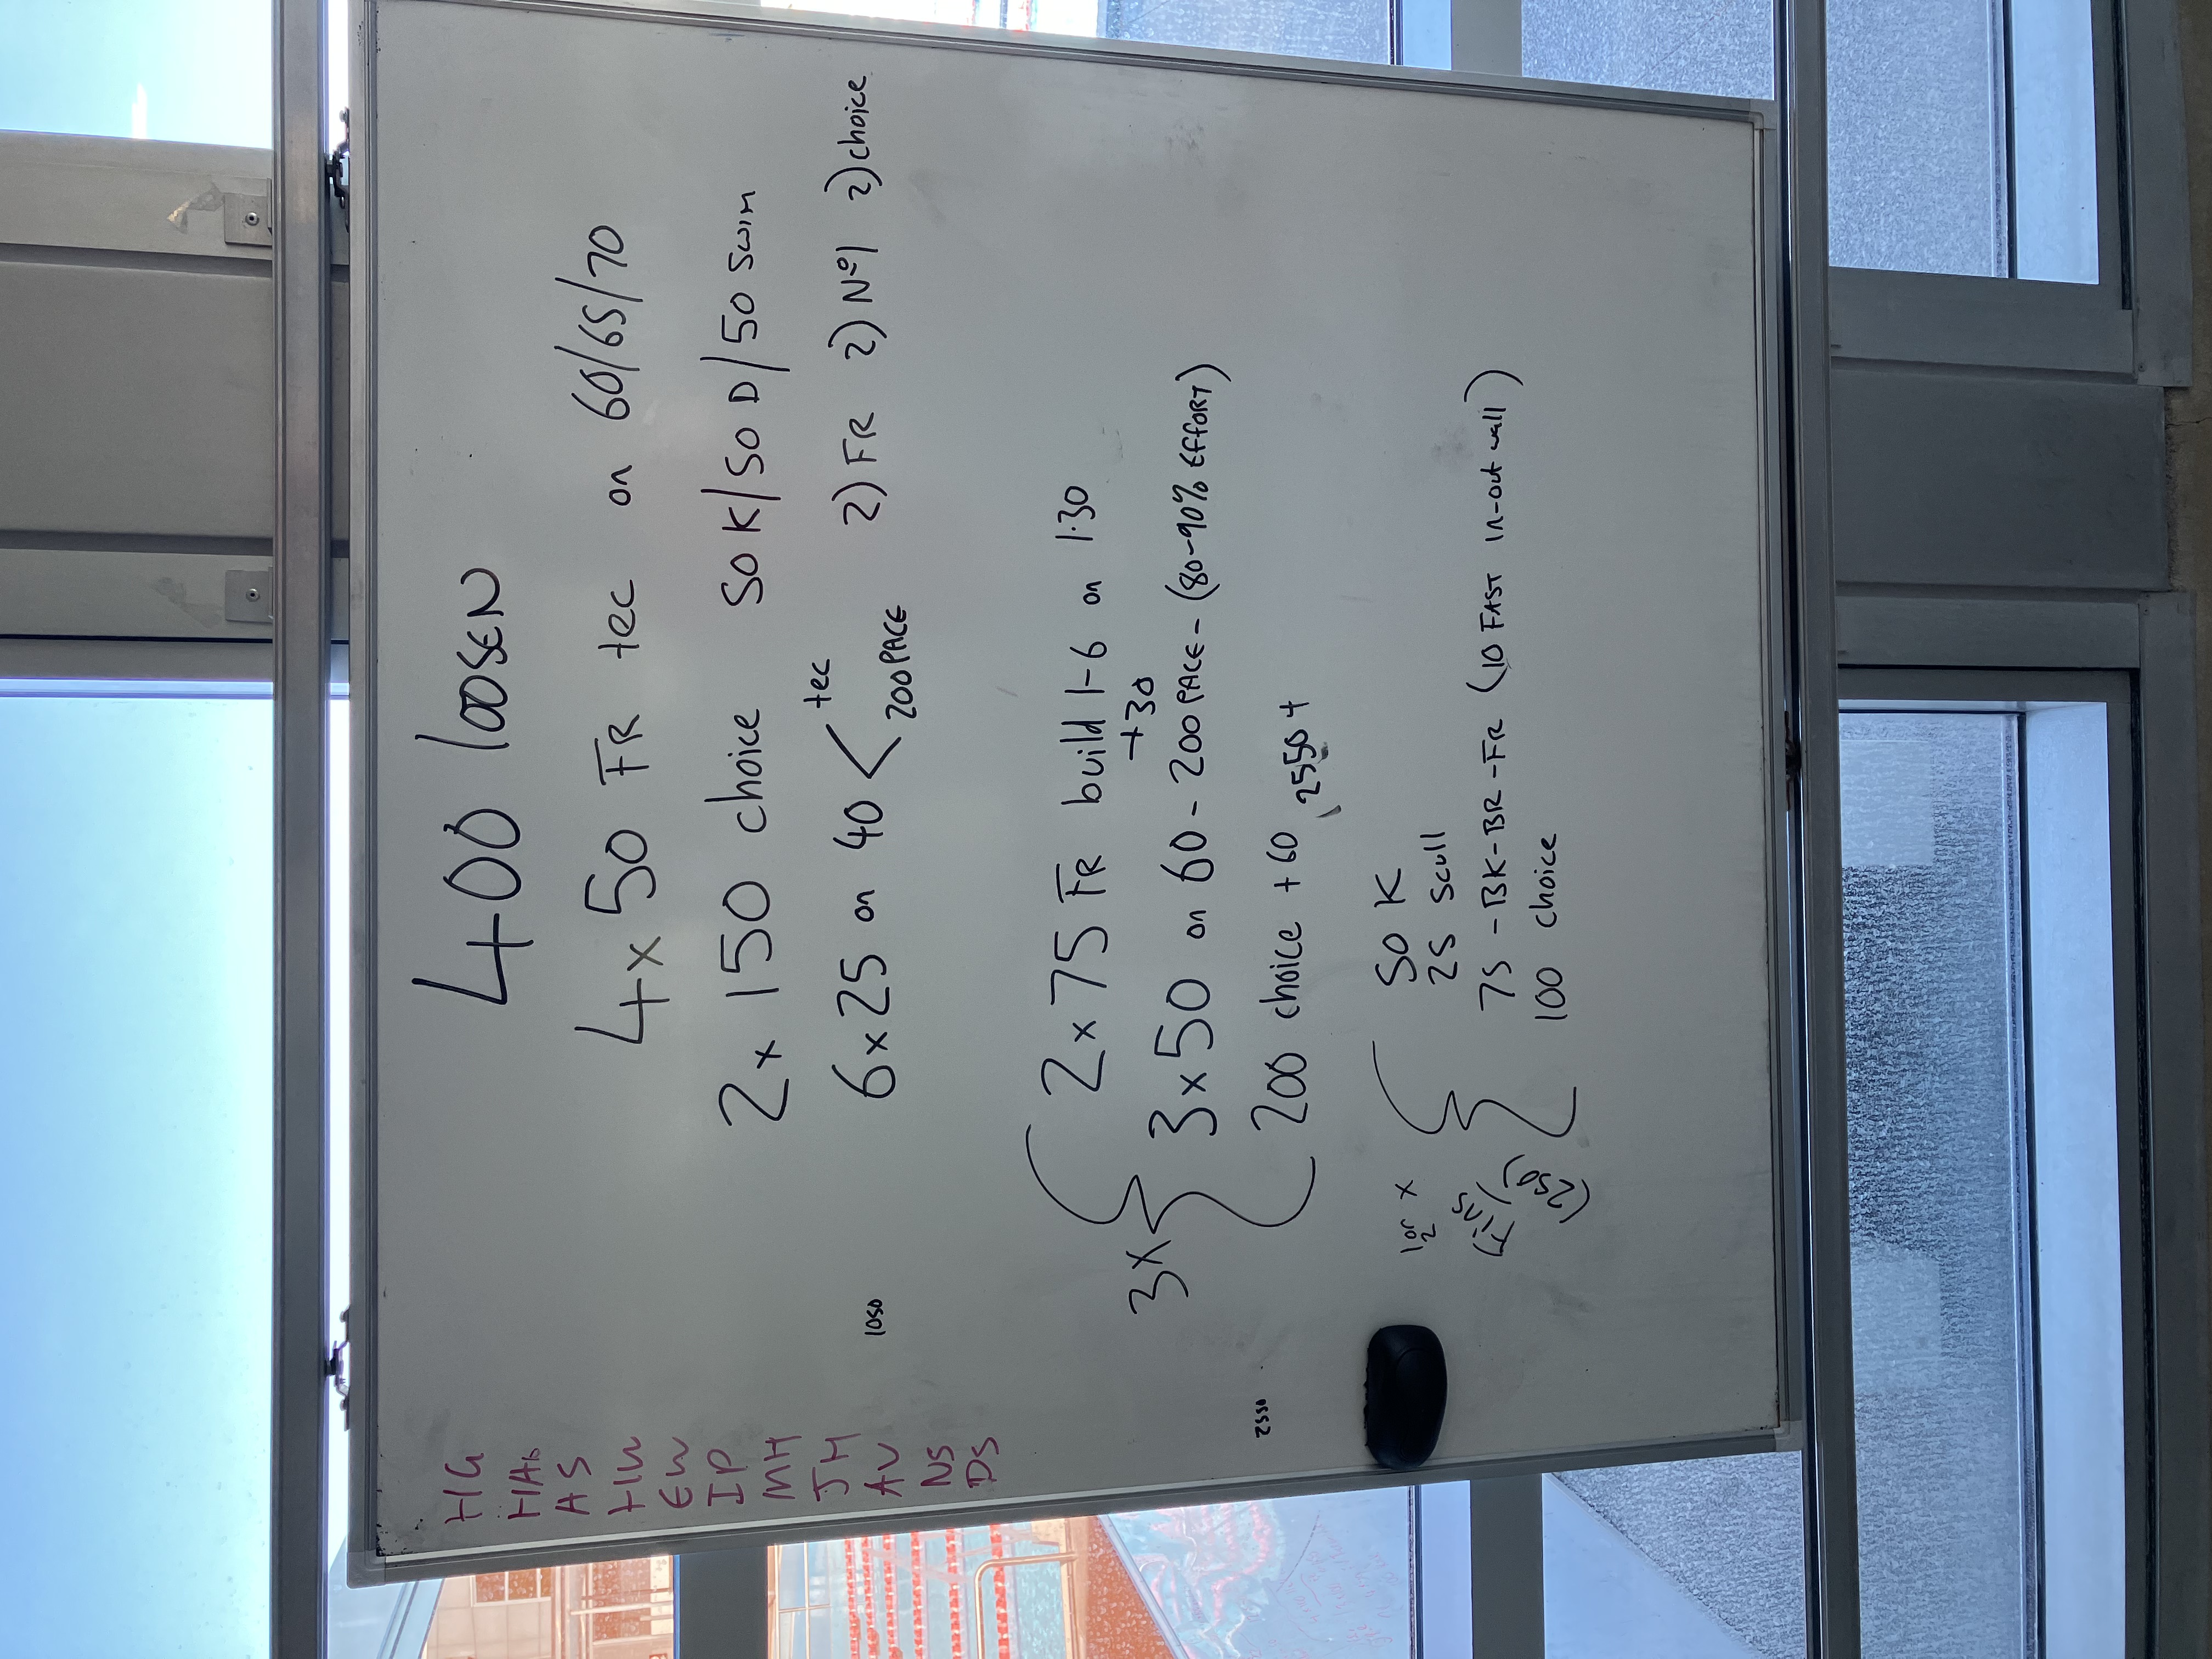 400 loosen
4x50 FR tec on 60/65/70
2x 150 choice 50 K/50 D/50 swim
6x25 on 40 < tec
200 PACE
2) FR 2) Nº1 2) choice
1050
HG
HAb
AS
HW
EW
IP
MH
JM
AV
NS
DS
3x
2x75 FR build 1-6 on 1.30
+30
3x50 on 60 - 200 PACE - (80-90% EFFORT)
200 choice + 60
2550 +
2550
1 or 2 x
Fins
(250)
50 K
25 Scull
75 - BK-BR-FR (10 FAST in-out wall)
100 choice